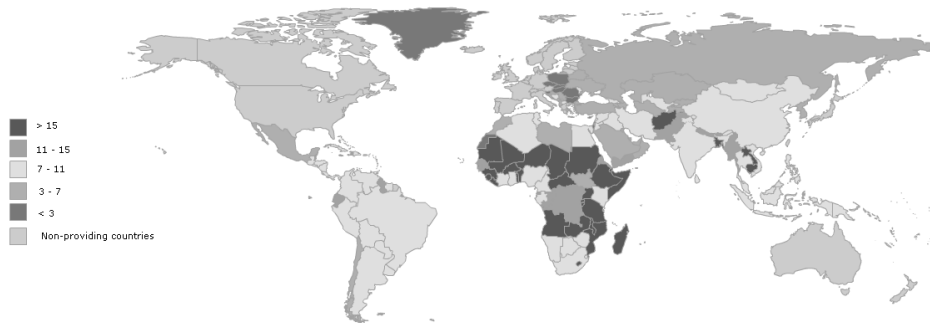 > 15
11 - 15
7 - 11
3 - 7
< 3
Non-providing countries